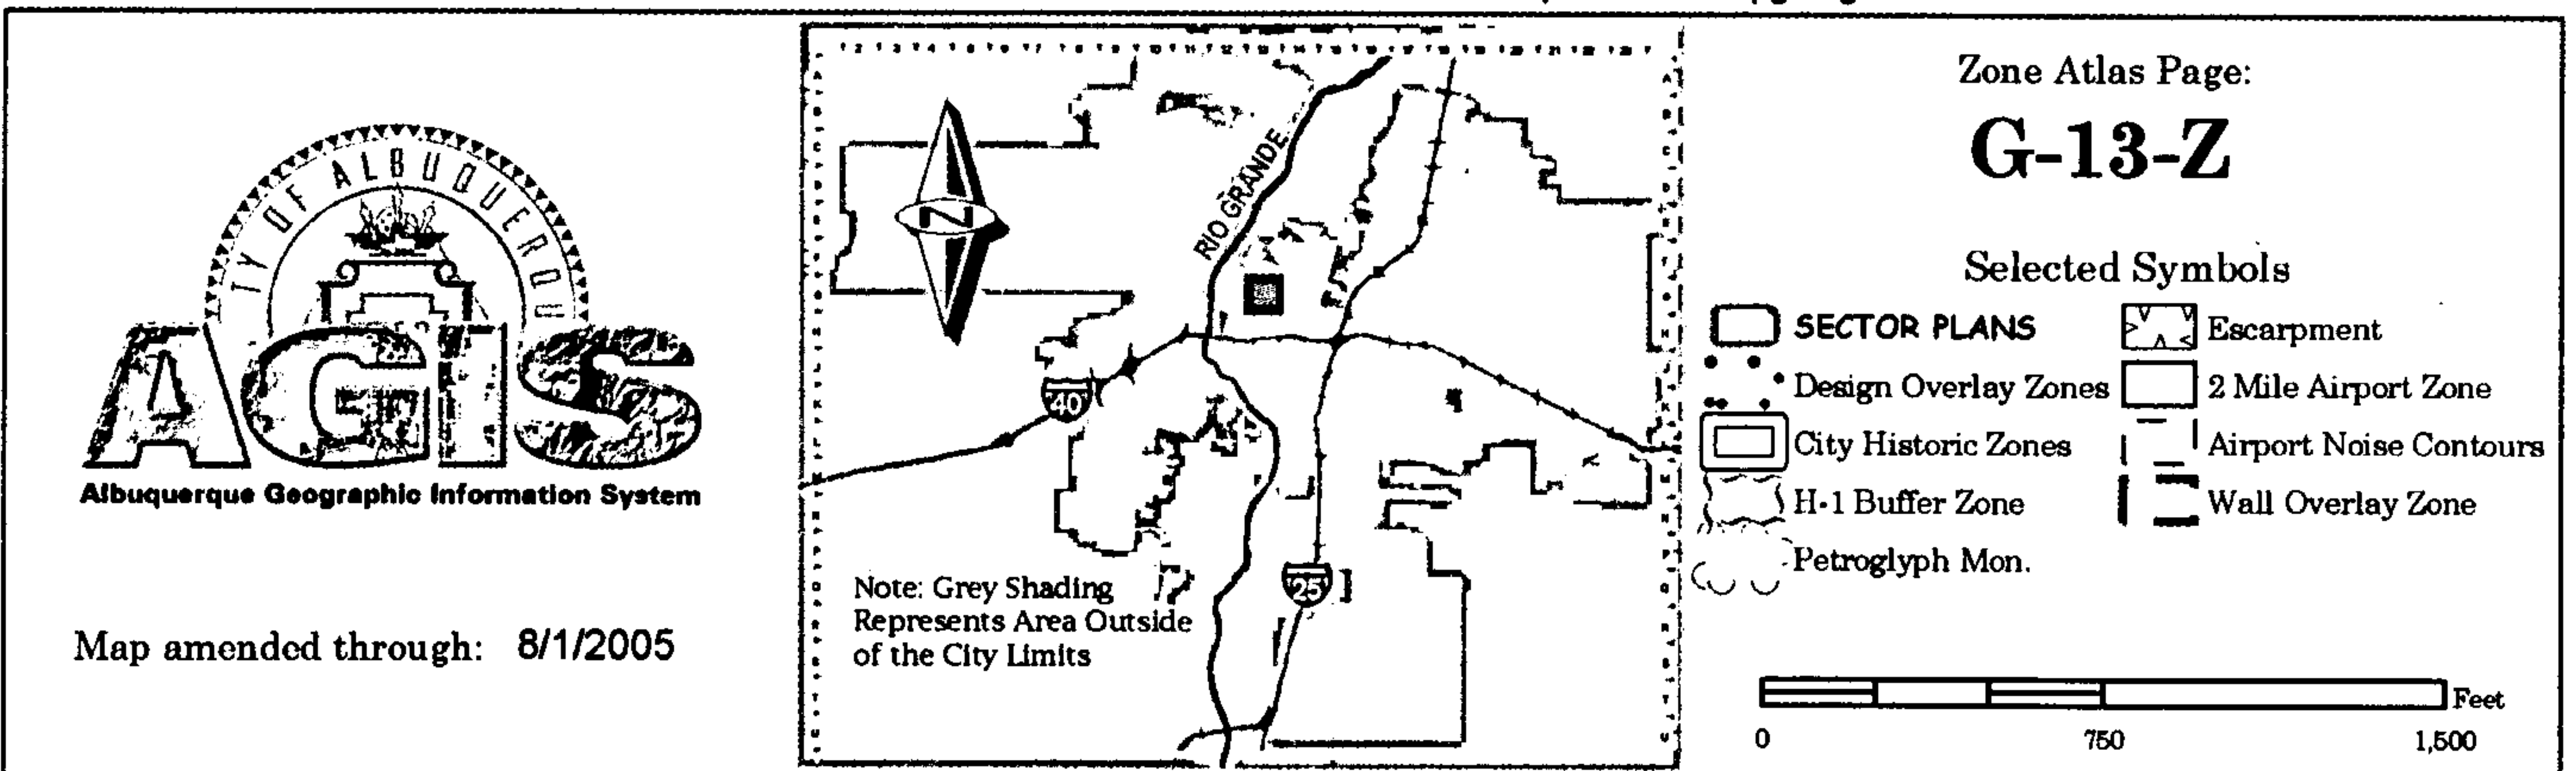 TY OF ALBUQUERQU
AGIS
Albuquerque Geographic Information System
Map amended through: 8/1/2005
N
RIO GRANDE
40
25
Note: Grey Shading
Represents Area Outside
of the City Limits
Zone Atlas Page:
G-13-Z
Selected Symbols
SECTOR PLANS
Escarpment
Design Overlay Zones
2 Mile Airport Zone
City Historic Zones
Airport Noise Contours
H-1 Buffer Zone
Wall Overlay Zone
Petroglyph Mon.
Feet
0 750 1,500